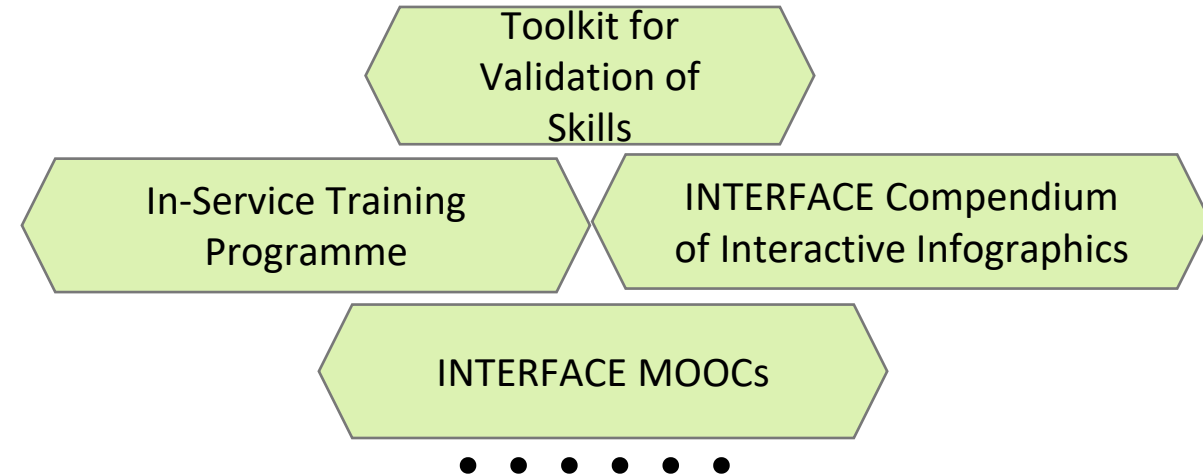 Toolkit for
Validation of
Skills
In-Service Training
Programme
INTERFACE Compendium
of Interactive Infographics
INTERFACE MOOCs